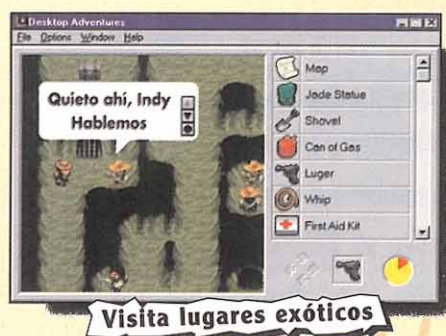 Desktop Adventures
File Options Window Help
Quieto ahí, Indy
Hablemos
Map
Jade Statue
Shovel
Can of Gas
Luger
Whip
First Aid Kit
Visita lugares exóticos